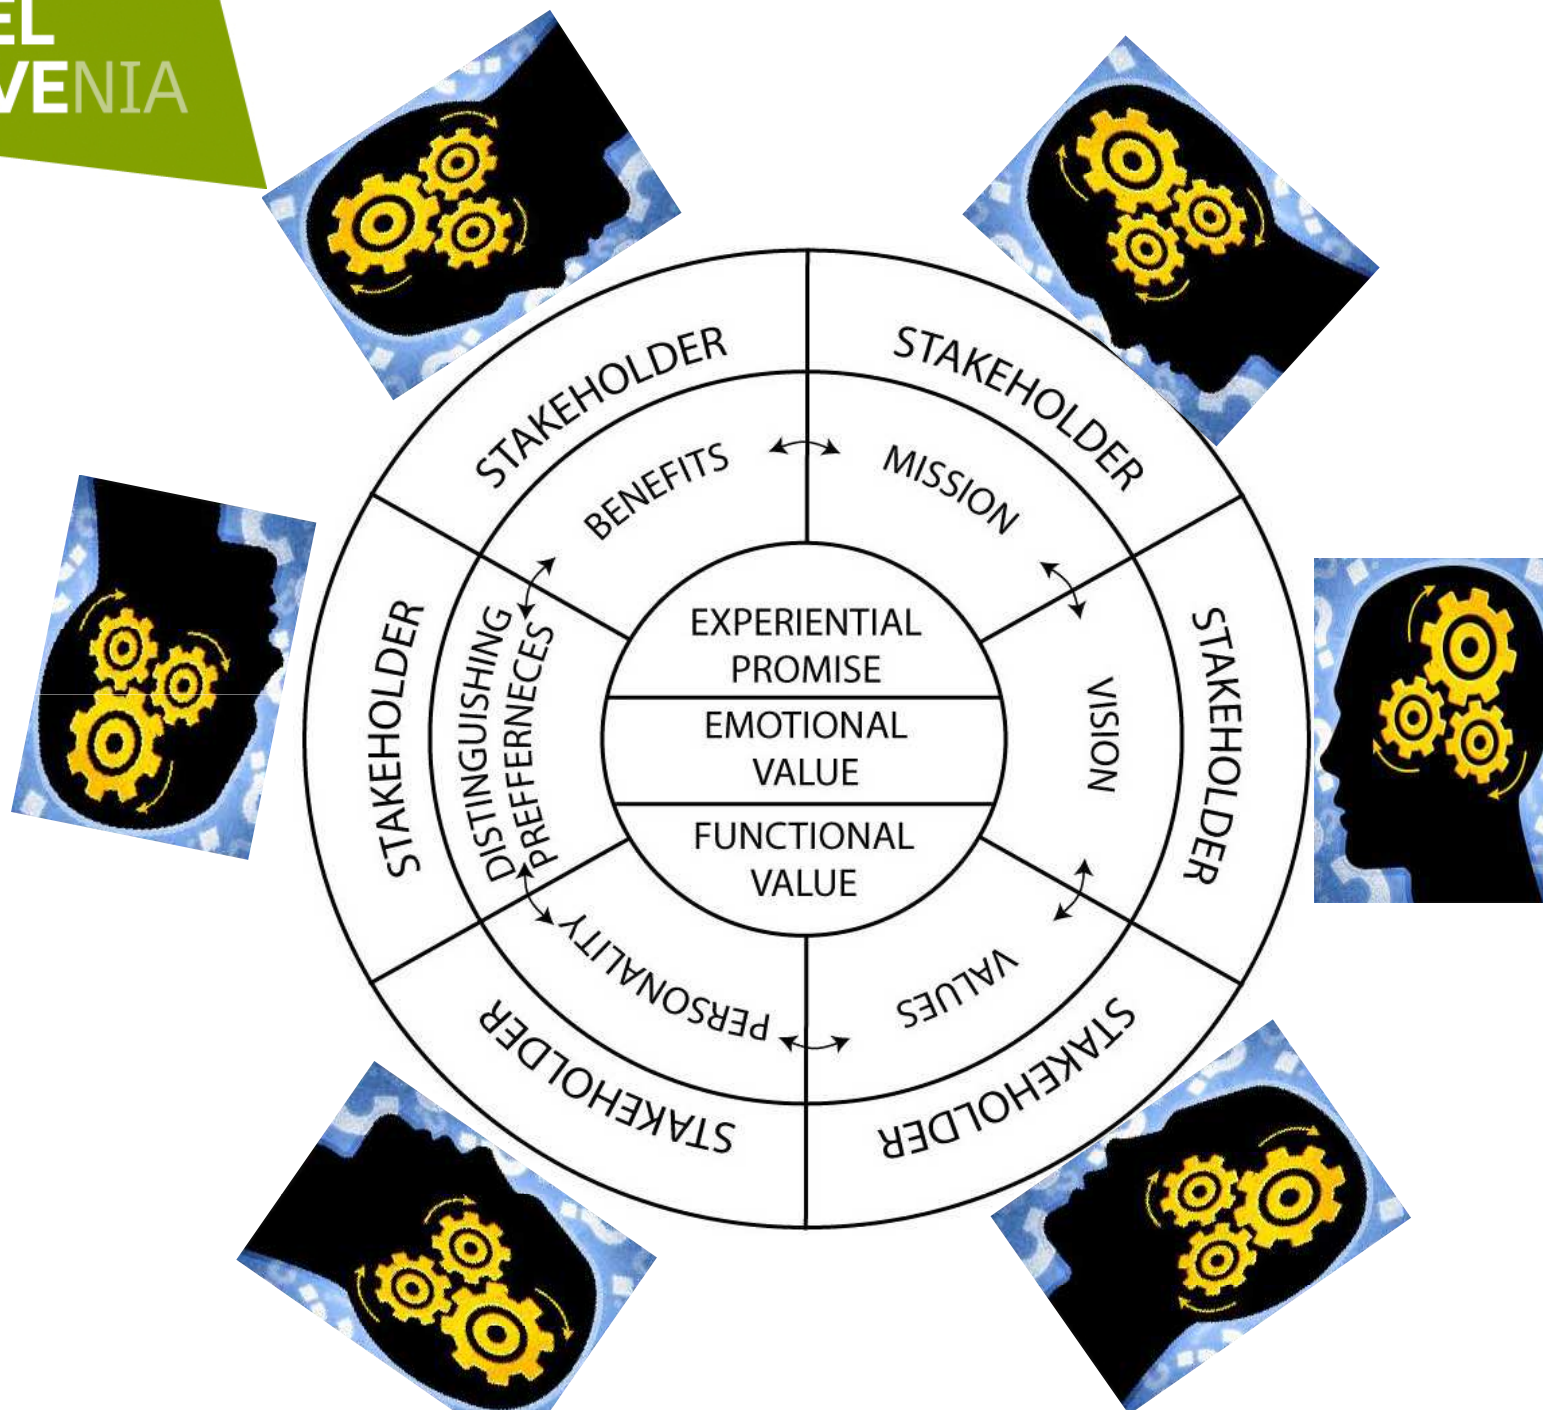 EL
VENIA
STAKEHOLDER
STAKEHOLDER
STAKEHOLDER
STAKEHOLDER
STAKEHOLDER
STAKEHOLDER
BENEFITS
MISSION
VISION
VALUES
PERSONALITY
DISTINGUISHING
PREFFERNECES
EXPERIENTIAL
PROMISE
EMOTIONAL
VALUE
FUNCTIONAL
VALUE